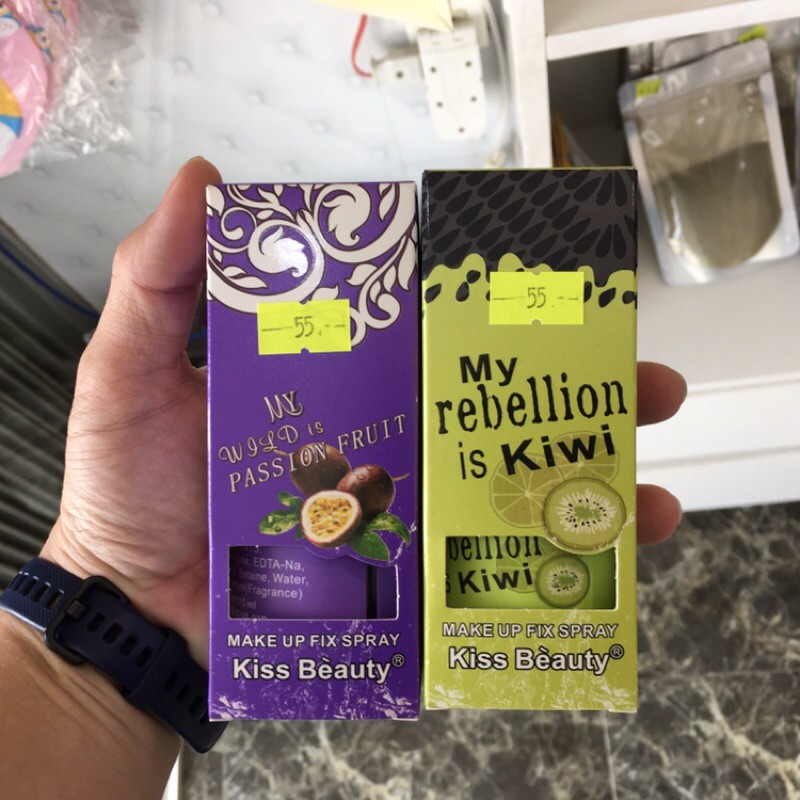 55.-
MY
WILD is
PASSION FRUIT
EDTA-Na,
Water,
Fragrance)
ml
MAKE UP FIX SPRAY
Kiss Bèauty®
55.-
My
rebellion
is Kiwi
bellion
Kiwi
MAKE UP FIX SPRAY
Kiss Bèauty®